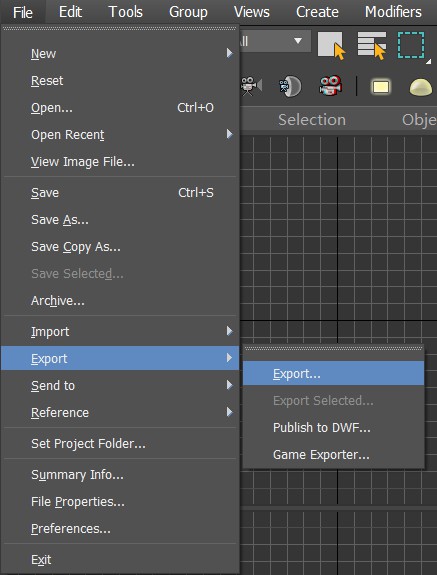 File Edit Tools Group Views Create Modifiers
New
Reset
Open... Ctrl+O
Open Recent
View Image File...
Save Ctrl+S
Save As...
Save Copy As...
Save Selected...
Archive...
Import
Export
Send to
Reference
Set Project Folder...
Summary Info...
File Properties...
Preferences...
Exit
Export...
Export Selected...
Publish to DWF...
Game Exporter...
All
Selection Obje